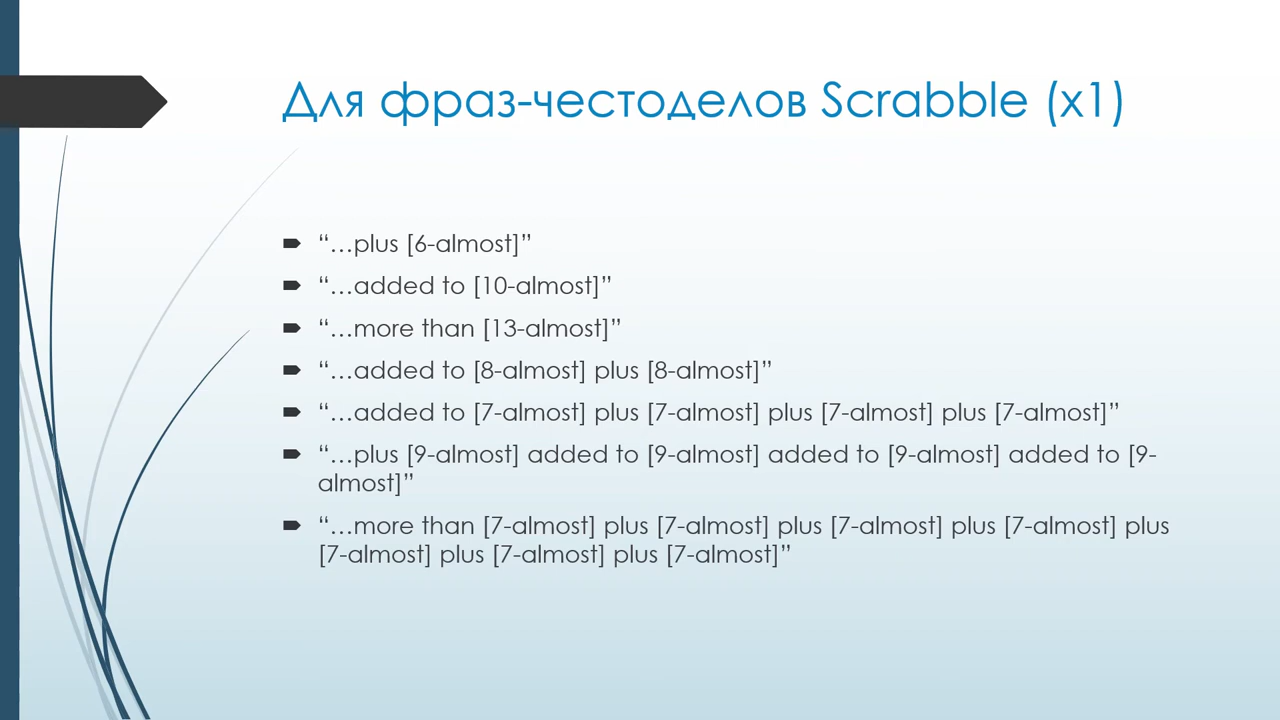 Для фраз-честоделов Scrabble (x1)
“…plus [6-almost]”
“…added to [10-almost]”
“…more than [13-almost]”
“…added to [8-almost] plus [8-almost]”
“…added to [7-almost] plus [7-almost] plus [7-almost] plus [7-almost]”
“…plus [9-almost] added to [9-almost] added to [9-almost] added to [9-
almost]”
“…more than [7-almost] plus [7-almost] plus [7-almost] plus [7-almost] plus
[7-almost] plus [7-almost] plus [7-almost]”